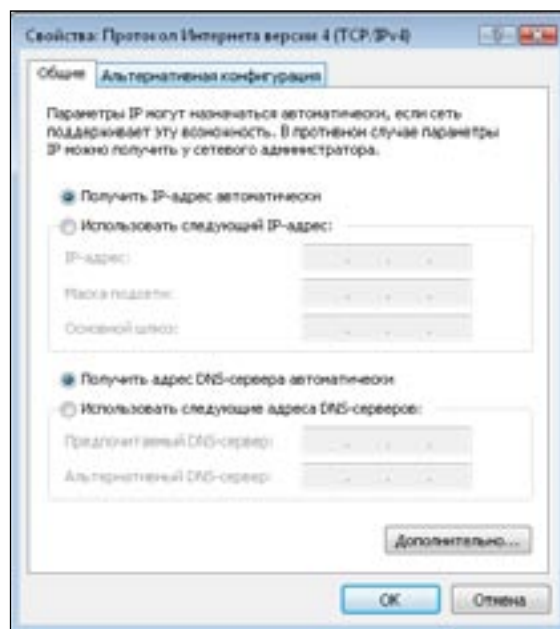 Свойства: Протокол Интернета версии 4 (TCP/IPv4)
Общие
Альтернативная конфигурация
Параметры IP могут назначаться автоматически, если сеть
поддерживает эту возможность. В противном случае параметры
IP можно получить у сетевого администратора.
Получить IP-адрес автоматически
Использовать следующий IP-адрес:
IP-адрес:
Маска подсети:
Основной шлюз:
Получить адрес DNS-сервера автоматически
Использовать следующие адреса DNS-серверов:
Предпочитаемый DNS-сервер:
Альтернативный DNS-сервер:
Дополнительно...
ОК
Отмена